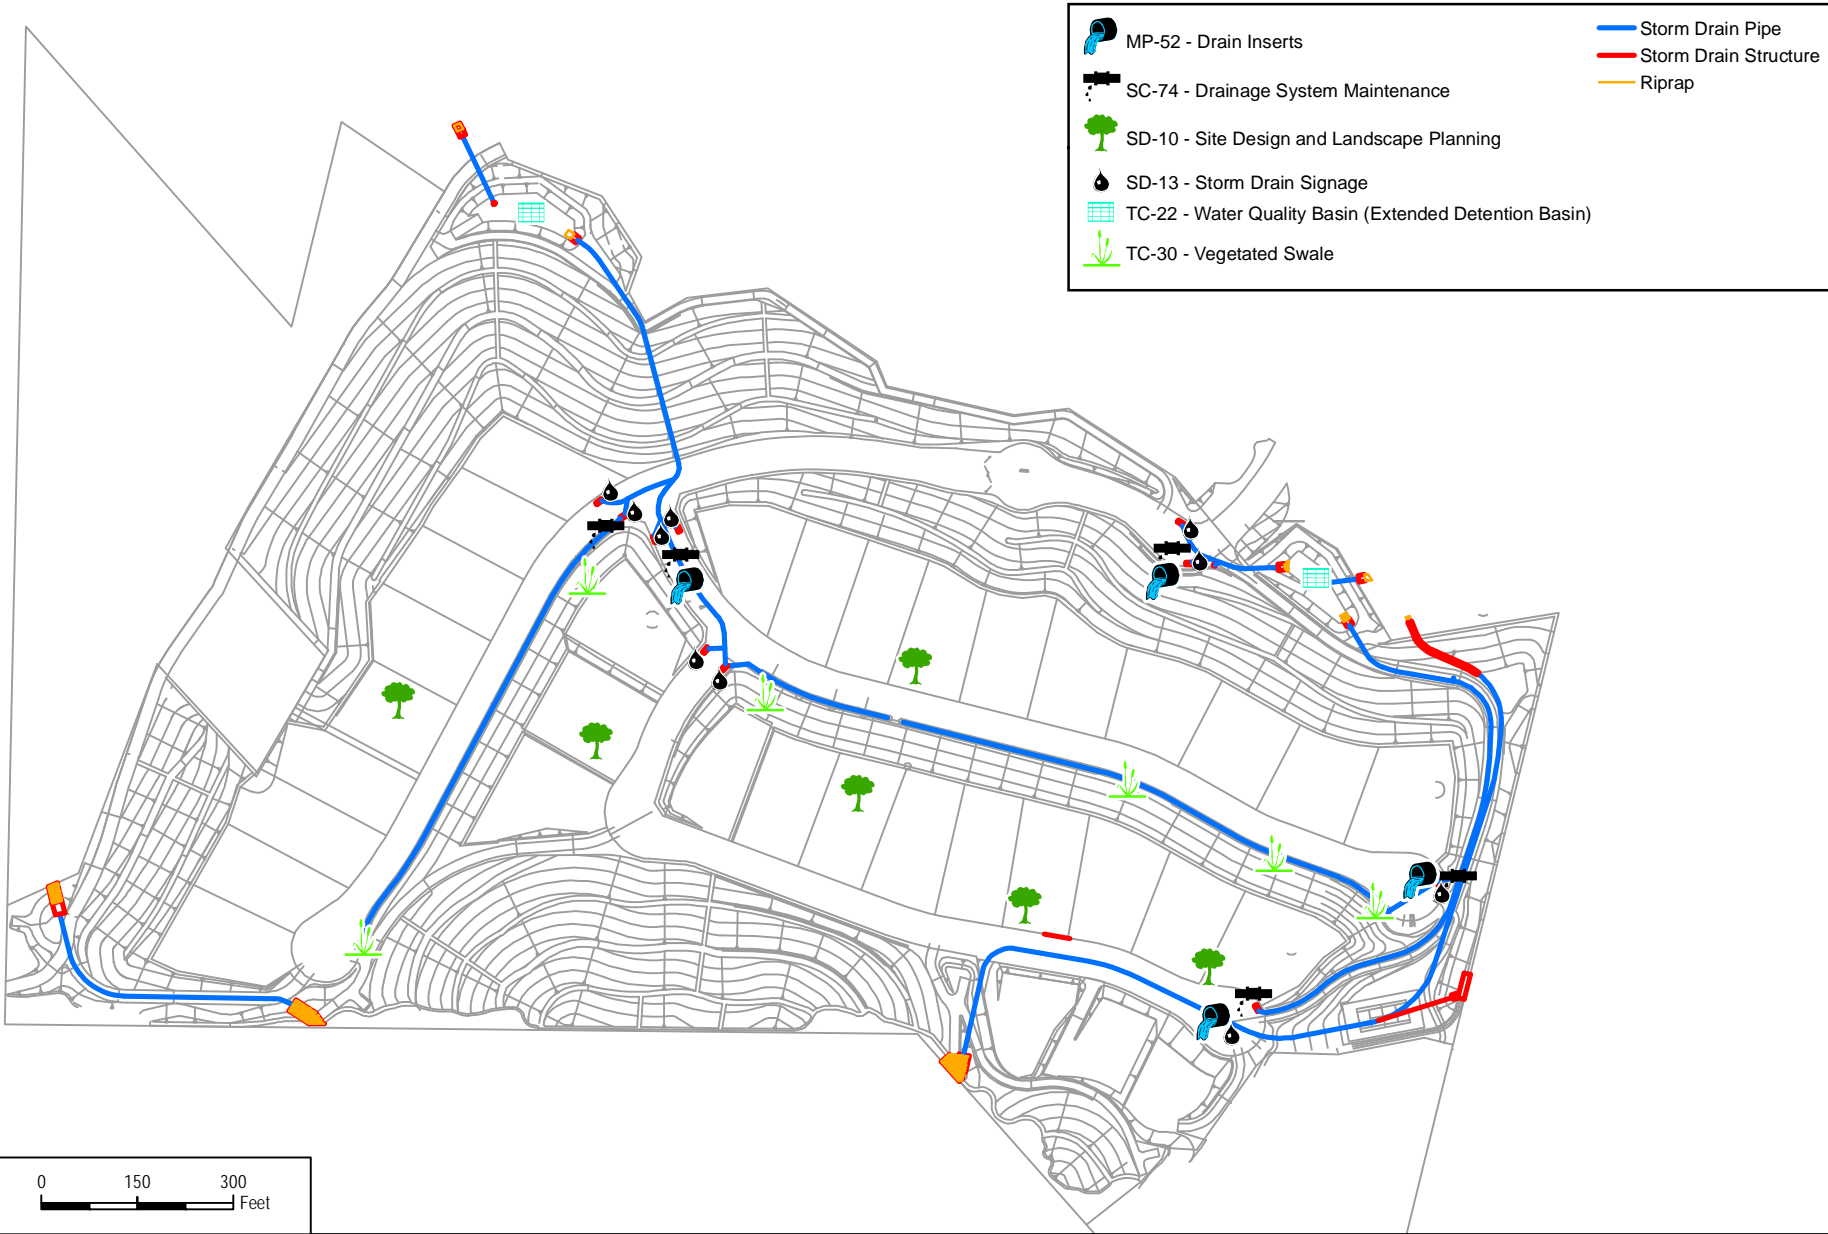 MP-52 - Drain Inserts
SC-74 - Drainage System Maintenance
SD-10 - Site Design and Landscape Planning
SD-13 - Storm Drain Signage
TC-22 - Water Quality Basin (Extended Detention Basin)
TC-30 - Vegetated Swale
Storm Drain Pipe
Storm Drain Structure
Riprap
0 150 300
Feet